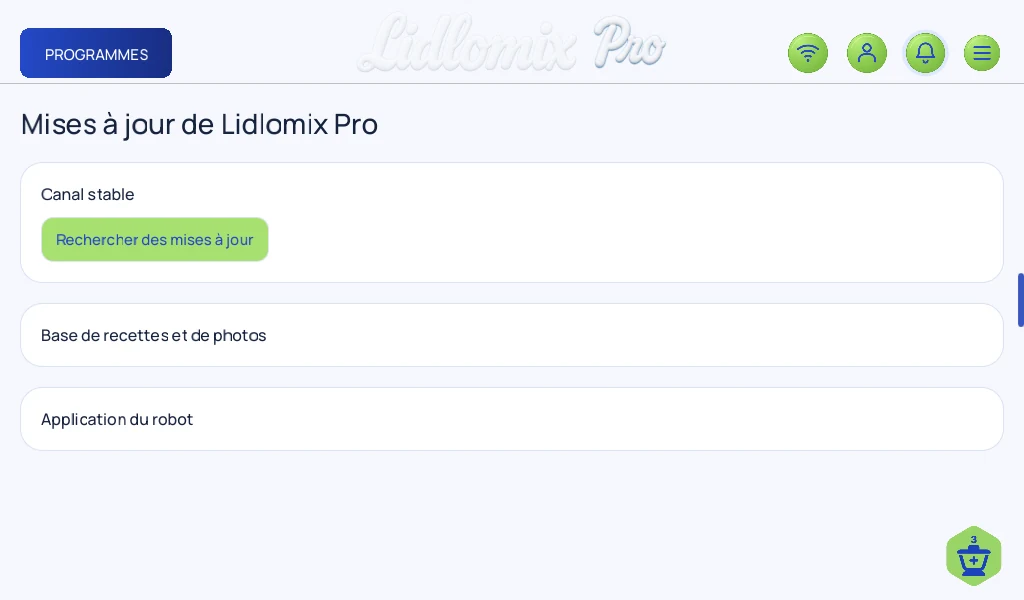 PROGRAMMES
Lidlomix Pro
Mises à jour de Lidlomix Pro
Canal stable
Rechercher des mises à jour
Base de recettes et de photos
Application du robot
3